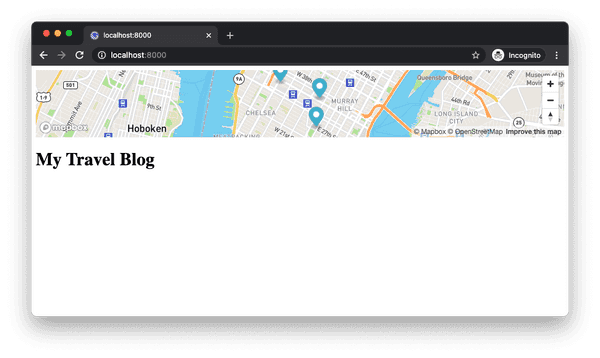 localhost:8000
localhost:8000
Incognito
501
9A
W 38th St
E 47th St
Queensboro Bridge
Museum of th
1-9
9th St
MURRAY
HILL
44th Rd
Moving
CHELSEA
LONG ISLAND
CITY
mapbox
Hoboken
W 21st St
E 27th St
25
© Mapbox © OpenStreetMap Improve this map
My Travel Blog